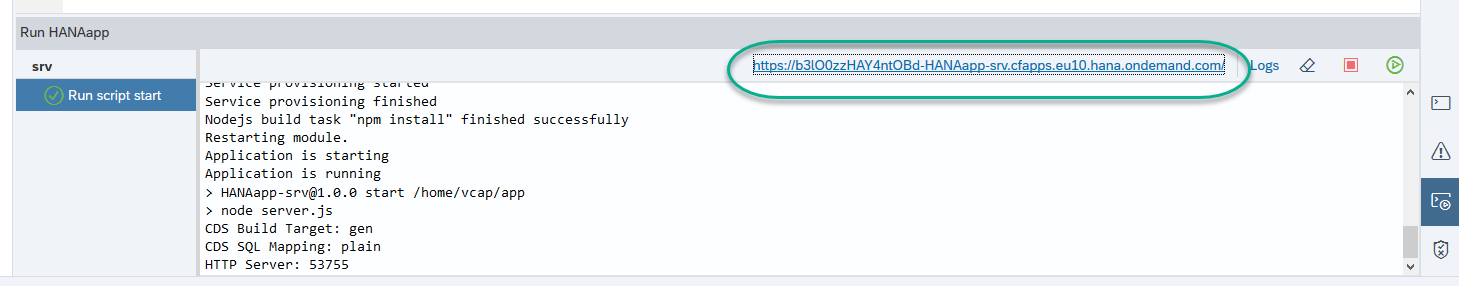 Run HANAapp
srv
https://b3lO0zzHAY4ntOBd-HANAapp-srv.cfapps.eu10.hana.ondemand.com/
Logs
Run script start
Service provisioning started
Service provisioning finished
Nodejs build task "npm install" finished successfully
Restarting module.
Application is starting
Application is running
> HANAapp-srv@1.0.0 start /home/vcap/app
> node server.js
CDS Build Target: gen
CDS SQL Mapping: plain
HTTP Server: 53755